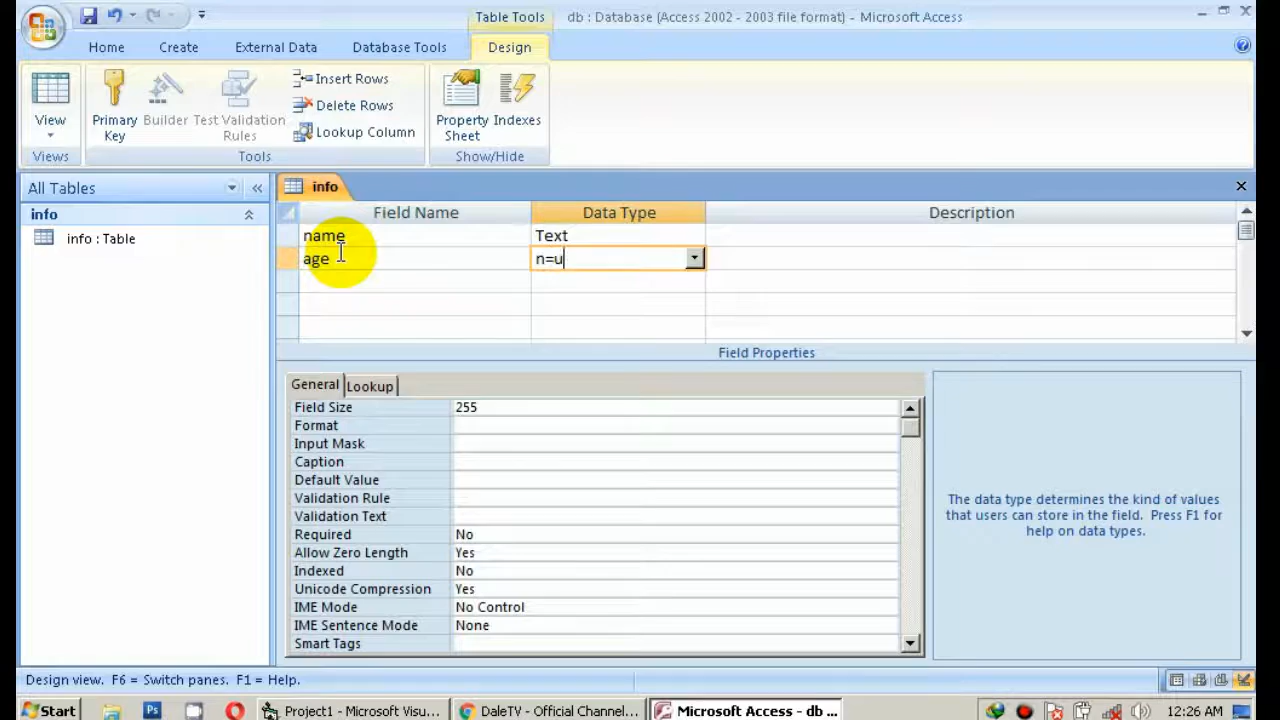 Table Tools
db : Database (Access 2002 - 2003 file format) - Microsoft Access
Home
Create
External Data
Database Tools
Design
View
Views
Primary Key
Builder
Test Validation Rules
Insert Rows
Delete Rows
Lookup Column
Tools
Property Sheet
Indexes
Show/Hide
All Tables
info
info : Table
info
Field Name Data Type Description
name Text
age n=u
Field Properties
General Lookup
Field Size 255
Format
Input Mask
Caption
Default Value
Validation Rule
Validation Text
Required No
Allow Zero Length Yes
Indexed No
Unicode Compression Yes
IME Mode No Control
IME Sentence Mode None
Smart Tags
The data type determines the kind of values
that users can store in the field. Press F1 for
help on data types.
Design view. F6 = Switch panes. F1 = Help.
Start
Project1 - Microsoft Visu...
DaleTV - Official Channel...
Microsoft Access - db ...
12:26 AM